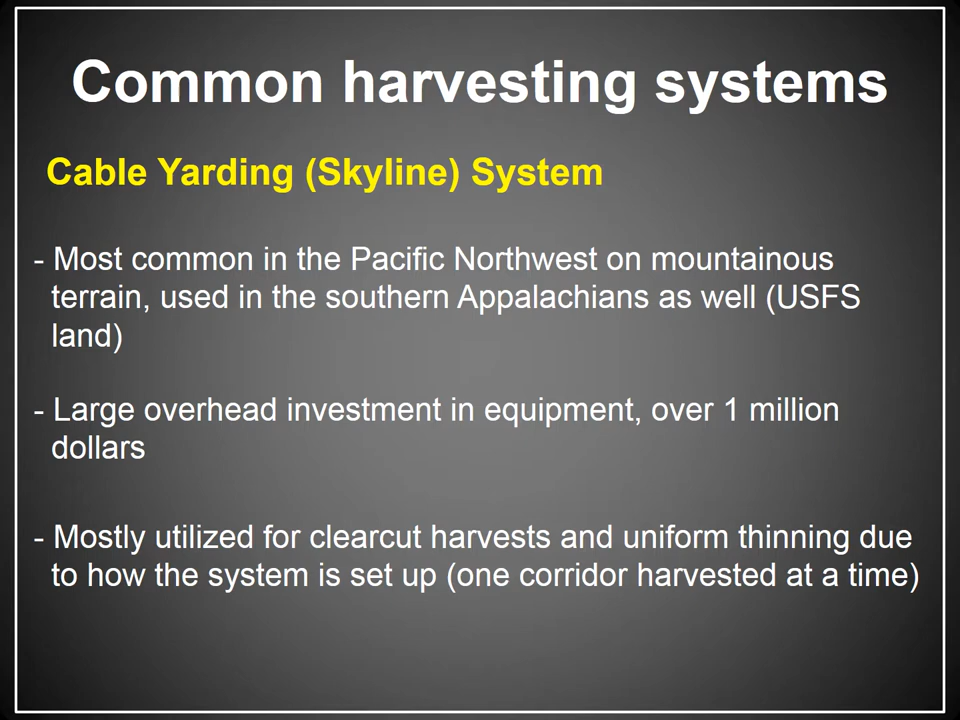 Common harvesting systems
Cable Yarding (Skyline) System
- Most common in the Pacific Northwest on mountainous
terrain, used in the southern Appalachians as well (USFS
land)
- Large overhead investment in equipment, over 1 million
dollars
- Mostly utilized for clearcut harvests and uniform thinning due
to how the system is set up (one corridor harvested at a time)